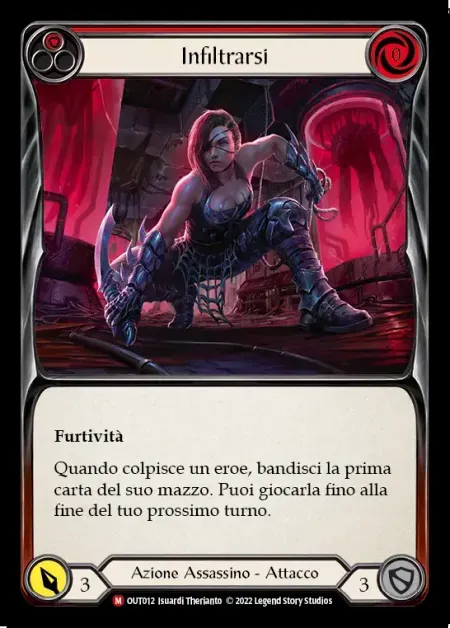 Infiltrarsi
0
Furtività
Quando colpisce un eroe, bandisci la prima
carta del suo mazzo. Puoi giocarla fino alla
fine del tuo prossimo turno.
3
Azione Assassino - Attacco
3
M OUT012 Isuardi Therianto © 2022 Legend Story Studios